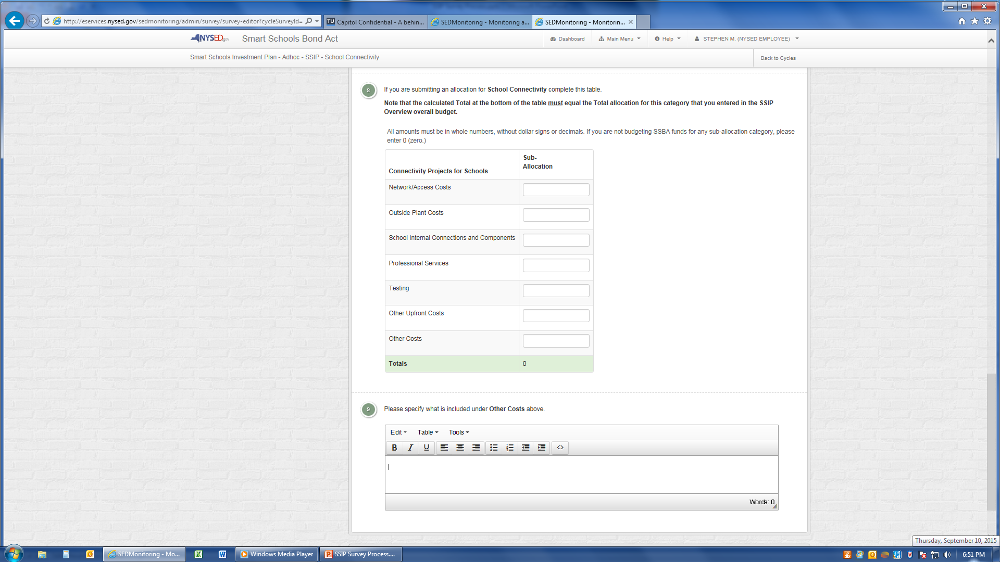 http://eservices.nysed.gov/sedmonitoring/admin/survey/survey-editor?cycleSurveyId=
TU Capitol Confidential - A behin...
SEDMonitoring - Monitoring a...
SEDMonitoring - Monitorin...
NYSED.gov
Smart Schools Bond Act
Dashboard
Main Menu
Help
STEPHEN M. (NYSED EMPLOYEE)
Smart Schools Investment Plan - Adhoc - SSIP - School Connectivity
Back to Cycles
8
If you are submitting an allocation for School Connectivity complete this table.
Note that the calculated Total at the bottom of the table must equal the Total allocation for this category that you entered in the SSIP
Overview overall budget.
All amounts must be in whole numbers, without dollar signs or decimals. If you are not budgeting SSBA funds for any sub-allocation category, please
enter 0 (zero.)
Connectivity Projects for Schools
Sub-
Allocation
Network/Access Costs
Outside Plant Costs
School Internal Connections and Components
Professional Services
Testing
Other Upfront Costs
Other Costs
Totals 0
9
Please specify what is included under Other Costs above.
Edit Table Tools
B I U <>
Words: 0
Thursday, September 10, 2015
SEDMonitoring - Mo...
Windows Media Player
SSIP Survey Process....
6:51 PM